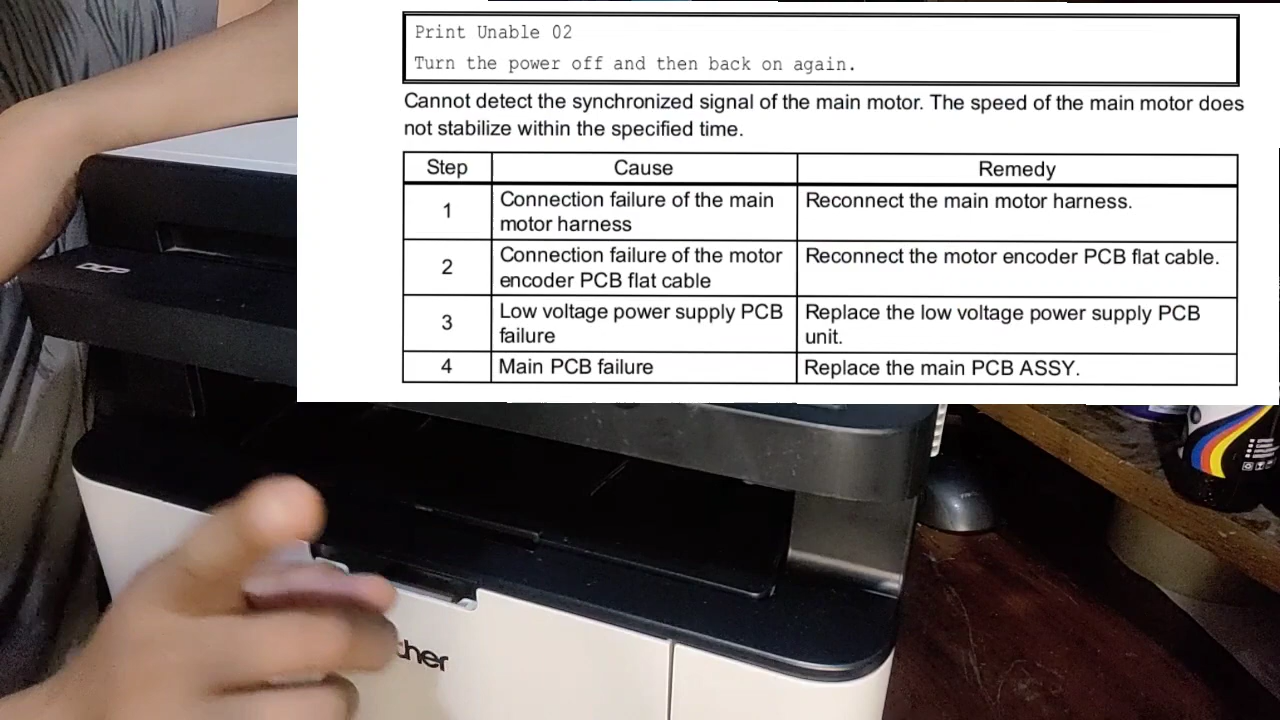 Print Unable 02
Turn the power off and then back on again.
Cannot detect the synchronized signal of the main motor. The speed of the main motor does
not stabilize within the specified time.
Step Cause Remedy
1 Connection failure of the main Reconnect the main motor harness.
motor harness
2 Connection failure of the motor Reconnect the motor encoder PCB flat cable.
encoder PCB flat cable
3 Low voltage power supply PCB Replace the low voltage power supply PCB
failure unit.
4 Main PCB failure Replace the main PCB ASSY.
DCP
ther